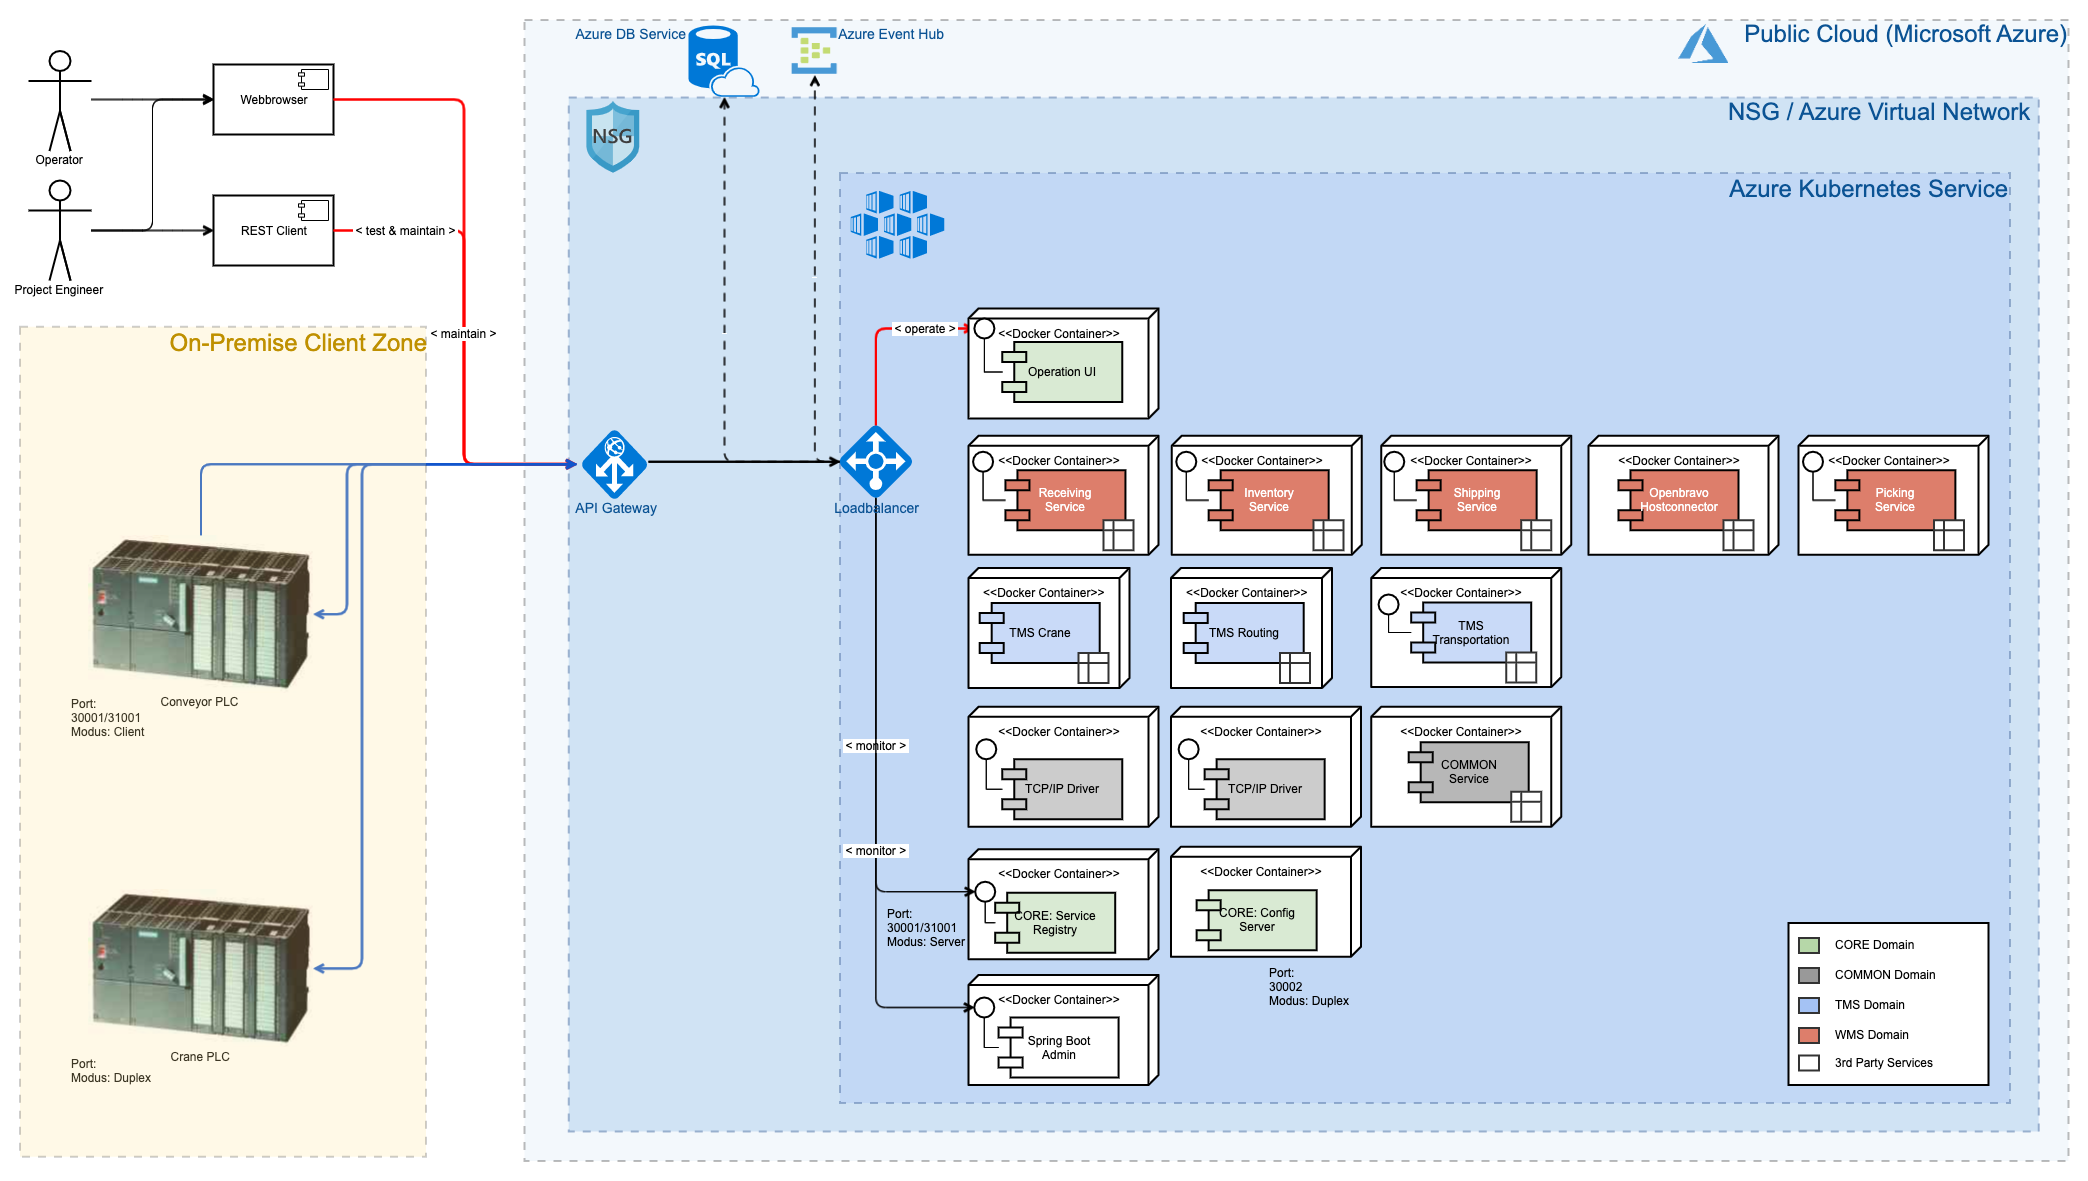 Azure DB Service
SQL
Azure Event Hub
Public Cloud (Microsoft Azure)
Operator
Webbrowser
Project Engineer
REST Client
< test & maintain >
< maintain >
NSG
NSG / Azure Virtual Network
Azure Kubernetes Service
On-Premise Client Zone
< operate >
<<Docker Container>>
Operation UI
API Gateway
Loadbalancer
<<Docker Container>>
Receiving
Service
<<Docker Container>>
Inventory
Service
<<Docker Container>>
Shipping
Service
<<Docker Container>>
Openbravo
Hostconnector
<<Docker Container>>
Picking
Service
<<Docker Container>>
TMS Crane
<<Docker Container>>
TMS Routing
<<Docker Container>>
TMS
Transportation
Conveyor PLC
Port:
30001/31001
Modus: Client
< monitor >
<<Docker Container>>
TCP/IP Driver
<<Docker Container>>
TCP/IP Driver
<<Docker Container>>
COMMON
Service
< monitor >
<<Docker Container>>
CORE: Service
Registry
<<Docker Container>>
CORE: Config
Server
Port:
30001/31001
Modus: Server
Port:
30002
Modus: Duplex
<<Docker Container>>
Spring Boot
Admin
Crane PLC
Port:
Modus: Duplex
CORE Domain
COMMON Domain
TMS Domain
WMS Domain
3rd Party Services